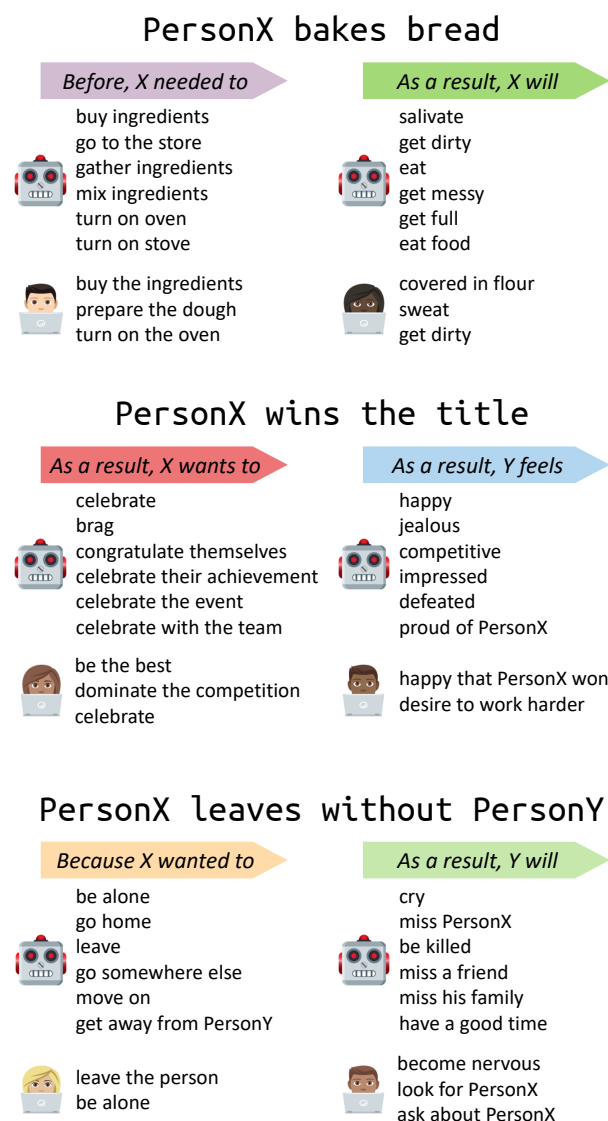 PersonX bakes bread
Before, X needed to
buy ingredients
go to the store
gather ingredients
mix ingredients
turn on oven
turn on stove
buy the ingredients
prepare the dough
turn on the oven
As a result, X will
salivate
get dirty
eat
get messy
get full
eat food
covered in flour
sweat
get dirty
PersonX wins the title
As a result, X wants to
celebrate
brag
congratulate themselves
celebrate their achievement
celebrate the event
celebrate with the team
be the best
dominate the competition
celebrate
As a result, Y feels
happy
jealous
competitive
impressed
defeated
proud of PersonX
happy that PersonX won
desire to work harder
PersonX leaves without PersonY
Because X wanted to
be alone
go home
leave
go somewhere else
move on
get away from PersonY
leave the person
be alone
As a result, Y will
cry
miss PersonX
be killed
miss a friend
miss his family
have a good time
become nervous
look for PersonX
ask about PersonX